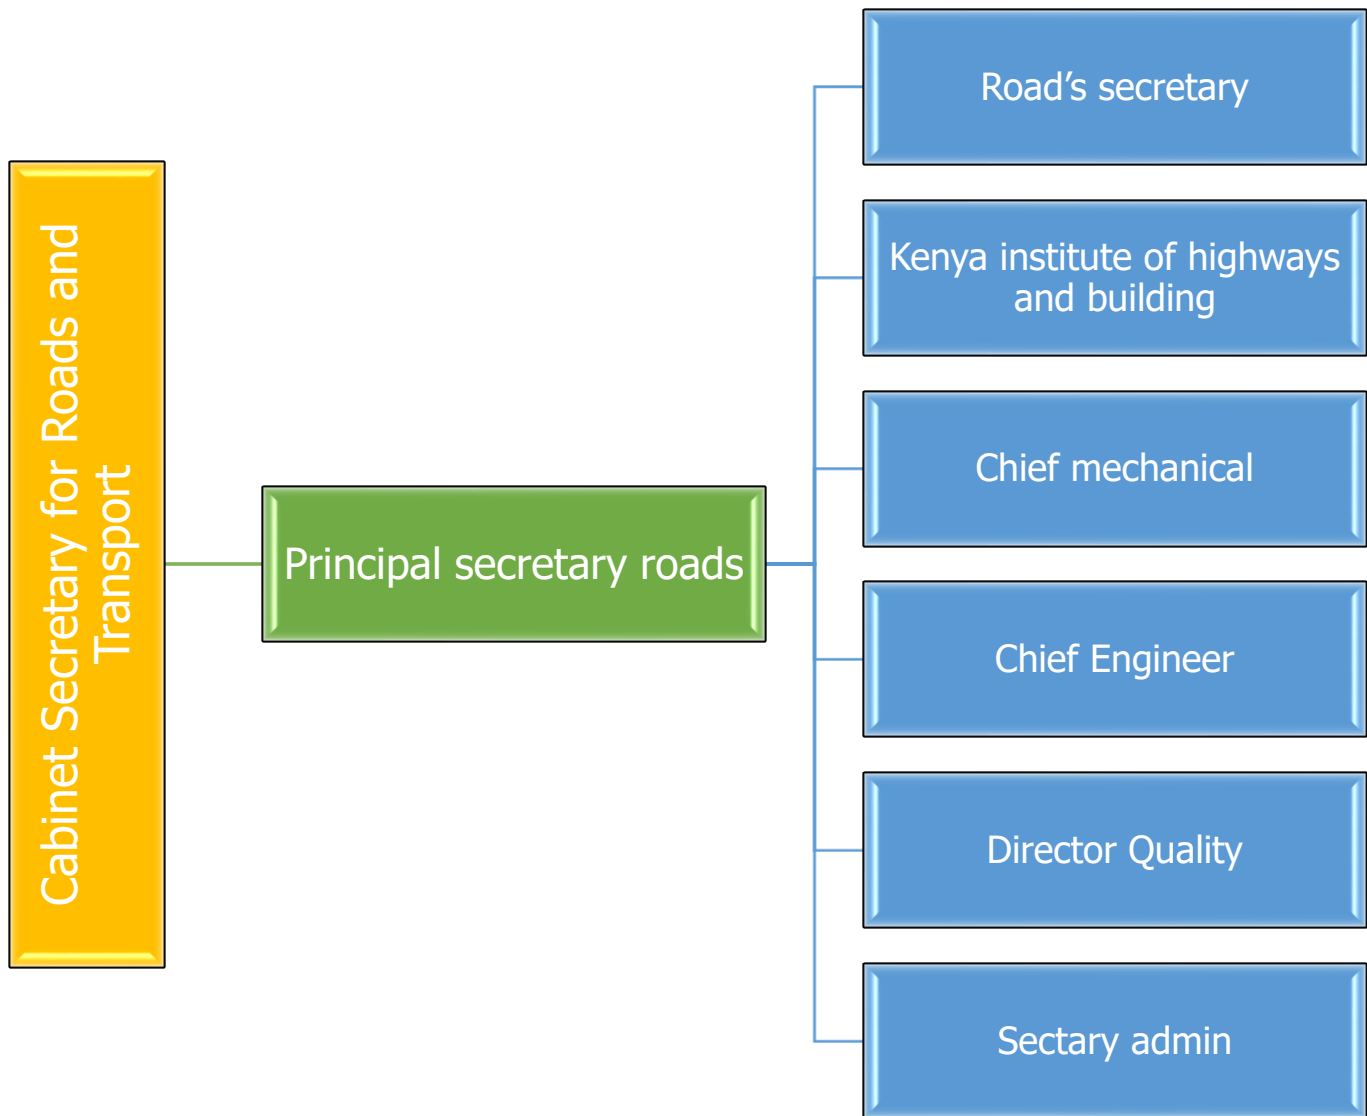 Cabinet Secretary for Roads and
Transport
Principal secretary roads
Road’s secretary
Kenya institute of highways
and building
Chief mechanical
Chief Engineer
Director Quality
Sectary admin